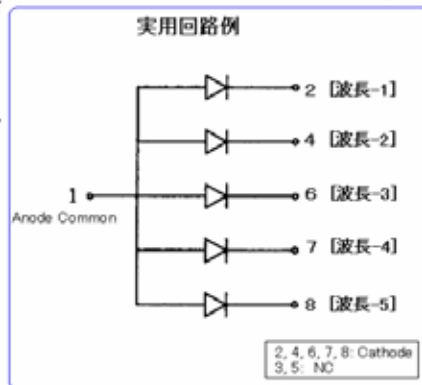 実用回路例
2 [波長-1]
4 [波長-2]
1
6 [波長-3]
Anode Common
7 [波長-4]
8 [波長-5]
2, 4, 6, 7, 8: Cathode
3, 5: NC